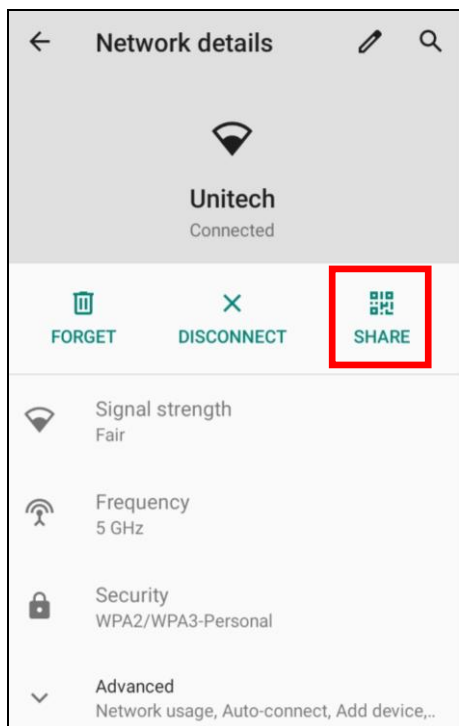 Network details
Unitech
Connected
FORGET DISCONNECT SHARE
Signal strength
Fair
Frequency
5 GHz
Security
WPA2/WPA3-Personal
Advanced
Network usage, Auto-connect, Add device,..